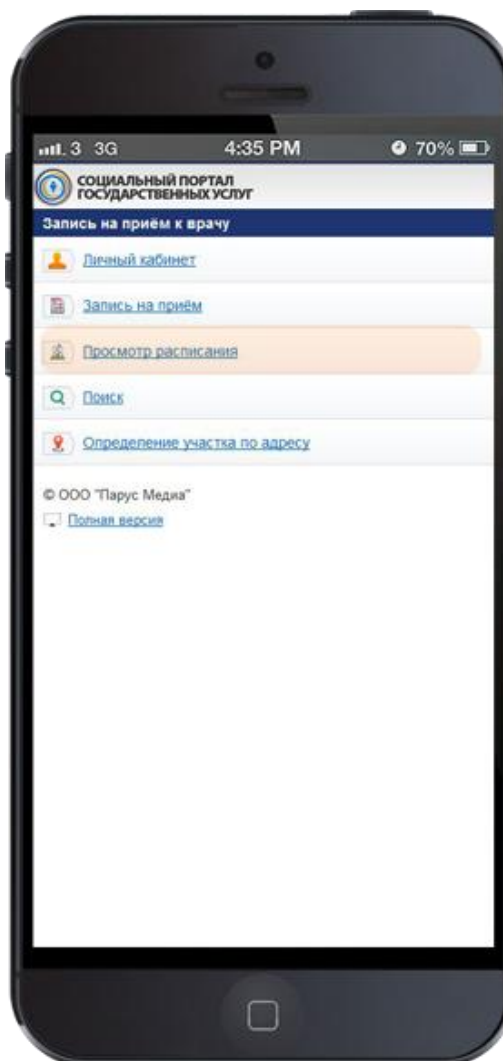 3 3G 4:35 PM 70%
СОЦИАЛЬНЫЙ ПОРТАЛ
ГОСУДАРСТВЕННЫХ УСЛУГ
Запись на приём к врачу
Личный кабинет
Запись на приём
Просмотр расписания
Поиск
Определение участка по адресу
© ООО "Парус Медиа"
Полная версия